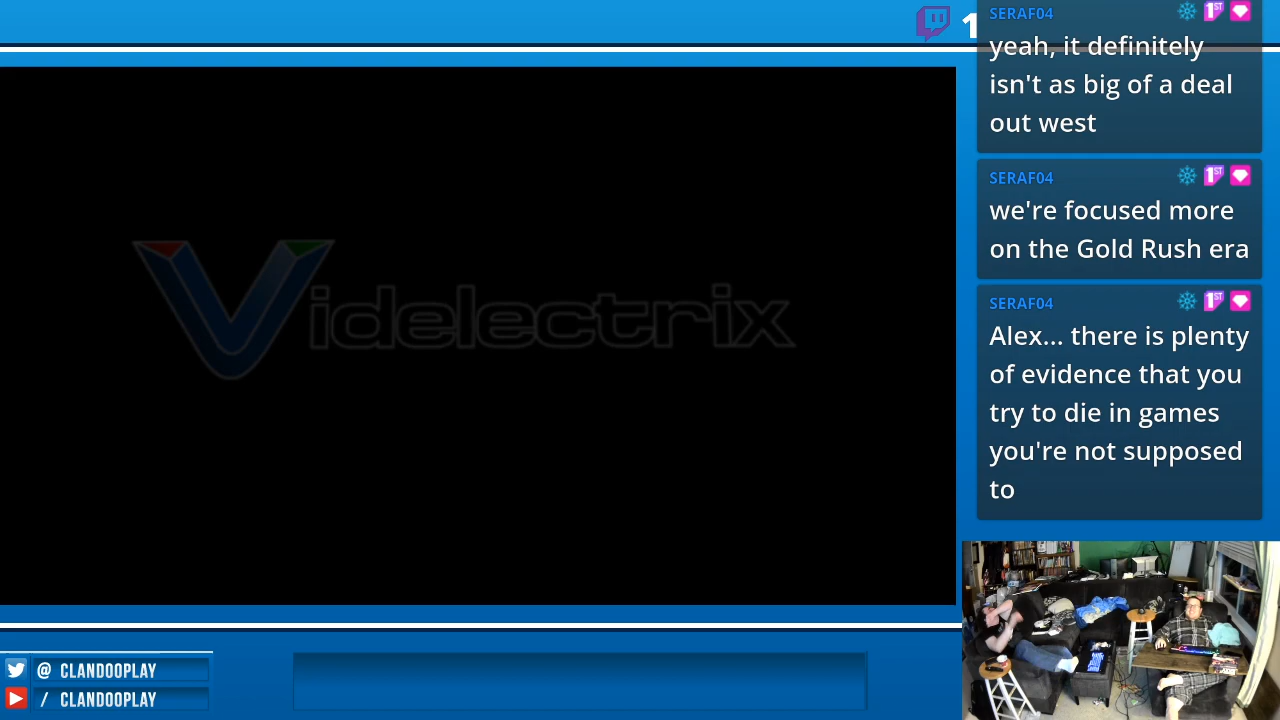 1
SERAF04
yeah, it definitely
isn't as big of a deal
out west
SERAF04
we're focused more
on the Gold Rush era
SERAF04
Alex... there is plenty
of evidence that you
try to die in games
you're not supposed
to
Videlectrix
@ CLANDOOPLAY
/ CLANDOOPLAY